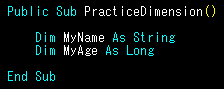 Public Sub PracticeDimension()
Dim MyName As String
Dim MyAge As Long
End Sub